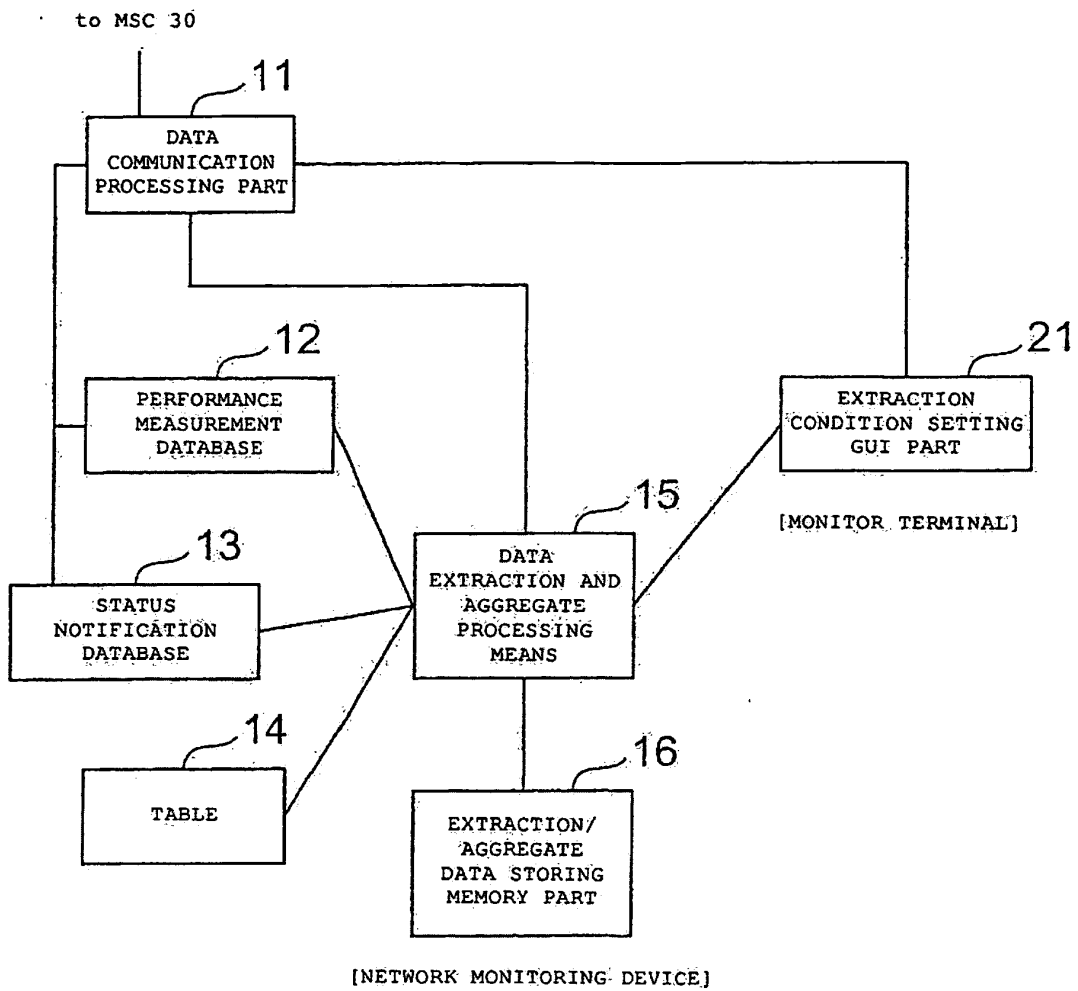 to MSC 30
11
DATA
COMMUNICATION
PROCESSING PART
12
PERFORMANCE
MEASUREMENT
DATABASE
21
EXTRACTION
CONDITION SETTING
GUI PART
[MONITOR TERMINAL]
13
STATUS
NOTIFICATION
DATABASE
15
DATA
EXTRACTION AND
AGGREGATE
PROCESSING
MEANS
14
TABLE
16
EXTRACTION/
AGGREGATE
DATA STORING
MEMORY PART
[NETWORK MONITORING DEVICE]